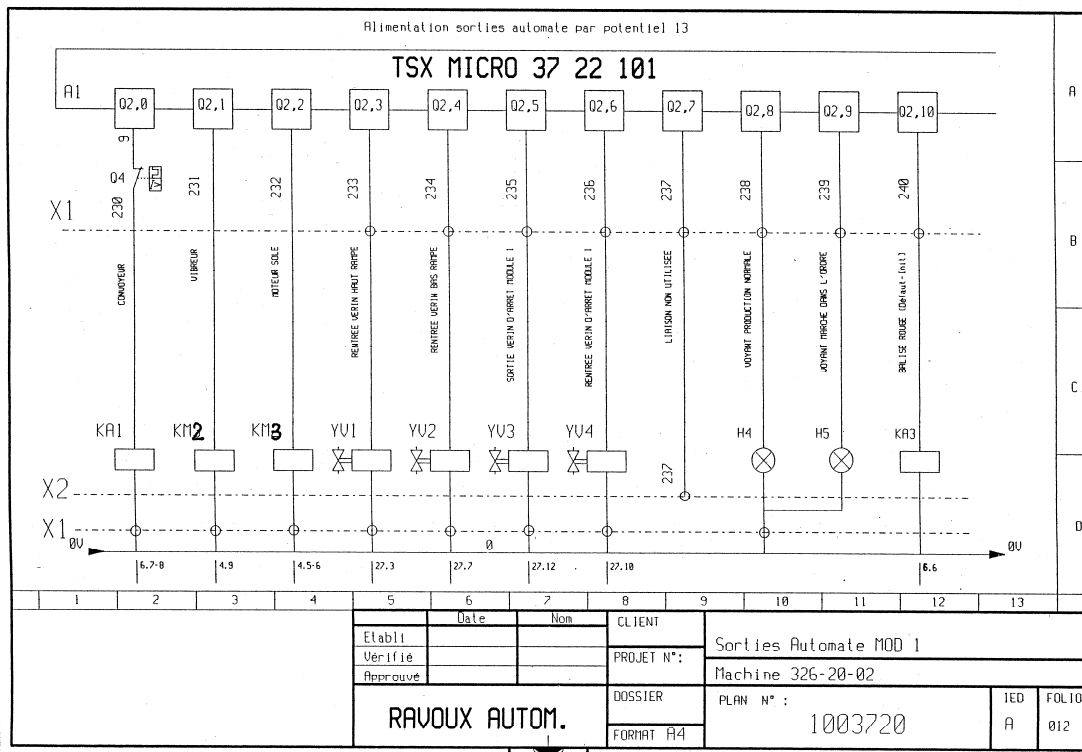 Alimentation sorties automate par potentiel 13
TSX MICRO 37 22 101
A1
Q2,0 Q2,1 Q2,2 Q2,3 Q2,4 Q2,5 Q2,6 Q2,7 Q2,8 Q2,9 Q2,10
A
9
Q4
230 231 232 233 234 235 236 237 238 239 240
X1
B
CONVOYEUR
VIBREUR
MOTEUR SOLE
RENTREE VERIN HAUT RAMPE
RENTREE VERIN BAS RAMPE
SORTIE VERIN D'ARRET MODULE 1
RENTREE VERIN D'ARRET MODULE 1
LIAISON NON UTILISEE
VOYANT PRODUCTION NORMALE
VOYANT MARCHE DANS L'ORDRE
BALISE ROUGE (Défaut-Init)
C
KA1 KM2 KM3 YV1 YV2 YV3 YV4 H4 H5 KA3
237
X2
X1
D
0V 0 0V
6.7-8 4.9 4.5-6 27.3 27.7 27.12 27.10 6.6
1 2 3 4 5 6 7 8 9 10 11 12 13
Date Nom
Etabli
Vérifié
Approuvé
RAVOUX AUTOM.
CLIENT
PROJET N°:
DOSSIER
FORMAT A4
Sorties Automate MOD 1
Machine 326-20-02
PLAN N° :
1003720
IED
A
FOLIO
012